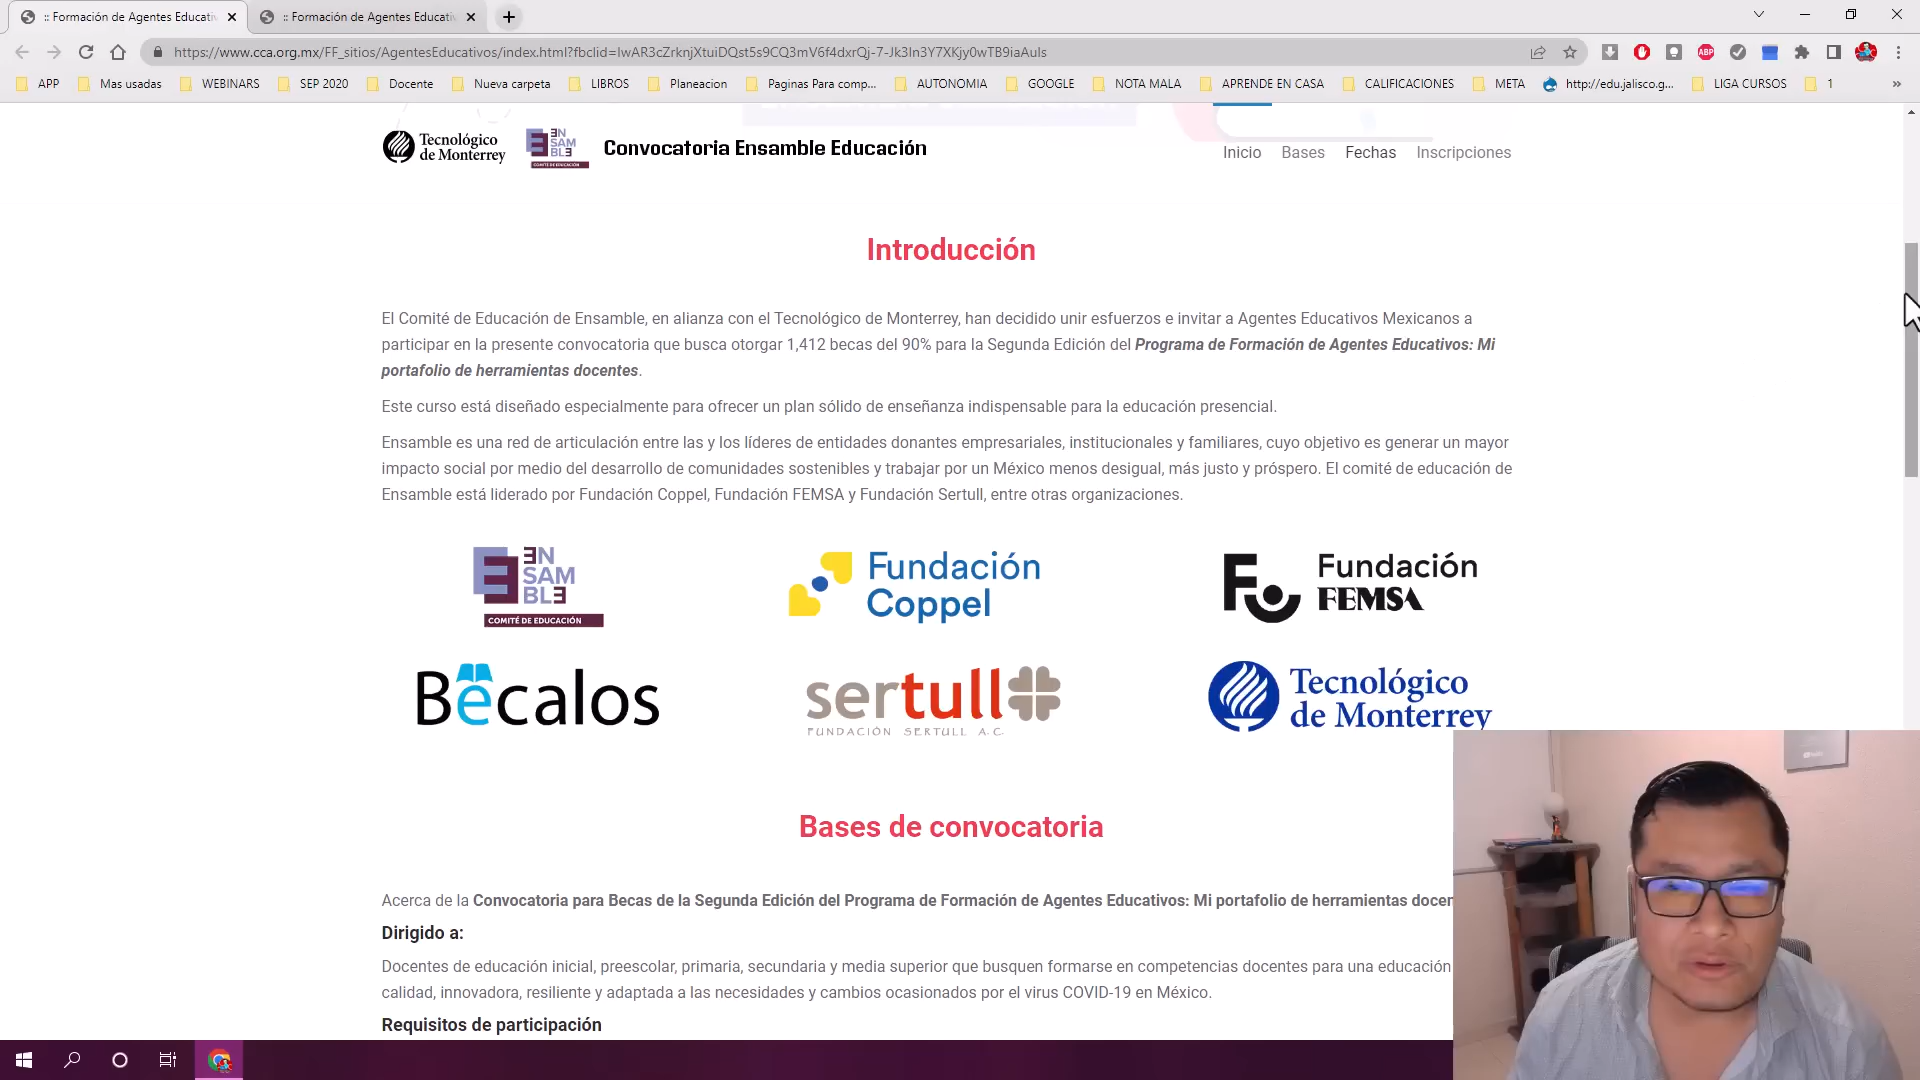 :: Formación de Agentes Educativ
:: Formación de Agentes Educativ
https://www.cca.org.mx/FF_sitios/AgentesEducativos/index.html?fbclid=IwAR3cZrknjXtuiDQst5s9CQ3mV6f4dxrQj-7-Jk3In3Y7XKjy0wTB9iaAuIs
ABP
APP
Mas usadas
WEBINARS
SEP 2020
Docente
Nueva carpeta
LIBROS
Planeacion
Paginas Para comp...
AUTONOMIA
GOOGLE
NOTA MALA
APRENDE EN CASA
CALIFICACIONES
META
http://edu.jalisco.g...
LIGA CURSOS
1
»
Tecnológico
de Monterrey
ENSAMBLE
Convocatoria Ensamble Educación
Inicio
Bases
Fechas
Inscripciones
Introducción
El Comité de Educación de Ensamble, en alianza con el Tecnológico de Monterrey, han decidido unir esfuerzos e invitar a Agentes Educativos Mexicanos a
participar en la presente convocatoria que busca otorgar 1,412 becas del 90% para la Segunda Edición del Programa de Formación de Agentes Educativos: Mi
portafolio de herramientas docentes.
Este curso está diseñado especialmente para ofrecer un plan sólido de enseñanza indispensable para la educación presencial.
Ensamble es una red de articulación entre las y los líderes de entidades donantes empresariales, institucionales y familiares, cuyo objetivo es generar un mayor
impacto social por medio del desarrollo de comunidades sostenibles y trabajar por un México menos desigual, más justo y próspero. El comité de educación de
Ensamble está liderado por Fundación Coppel, Fundación FEMSA y Fundación Sertull, entre otras organizaciones.
EN
SAM
BLE
COMITÉ DE EDUCACIÓN
Fundación
Coppel
Fundación
FEMSA
Bécalos
sertull
FUNDACIÓN SERTULL A.C.
Tecnológico
de Monterrey
Bases de convocatoria
Acerca de la Convocatoria para Becas de la Segunda Edición del Programa de Formación de Agentes Educativos: Mi portafolio de herramientas docen
Dirigido a:
Docentes de educación inicial, preescolar, primaria, secundaria y media superior que busquen formarse en competencias docentes para una educación
calidad, innovadora, resiliente y adaptada a las necesidades y cambios ocasionados por el virus COVID-19 en México.
Requisitos de participación